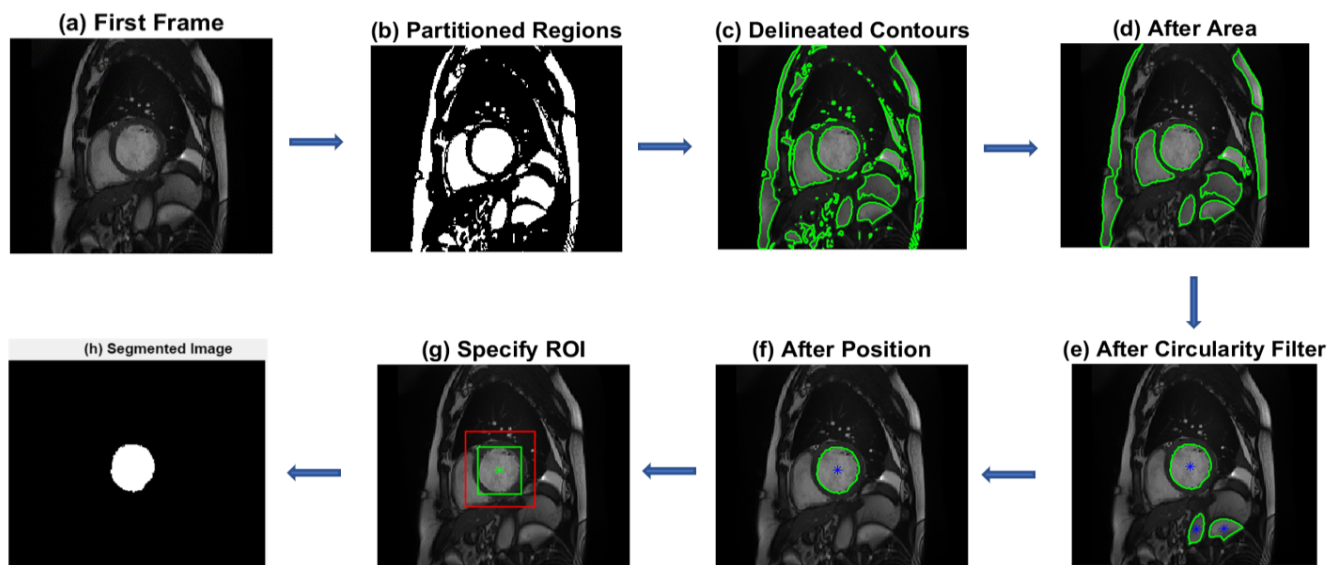 (a) First Frame
(b) Partitioned Regions
(c) Delineated Contours
(d) After Area
(e) After Circularity Filter
(f) After Position
(g) Specify ROI
(h) Segmented Image